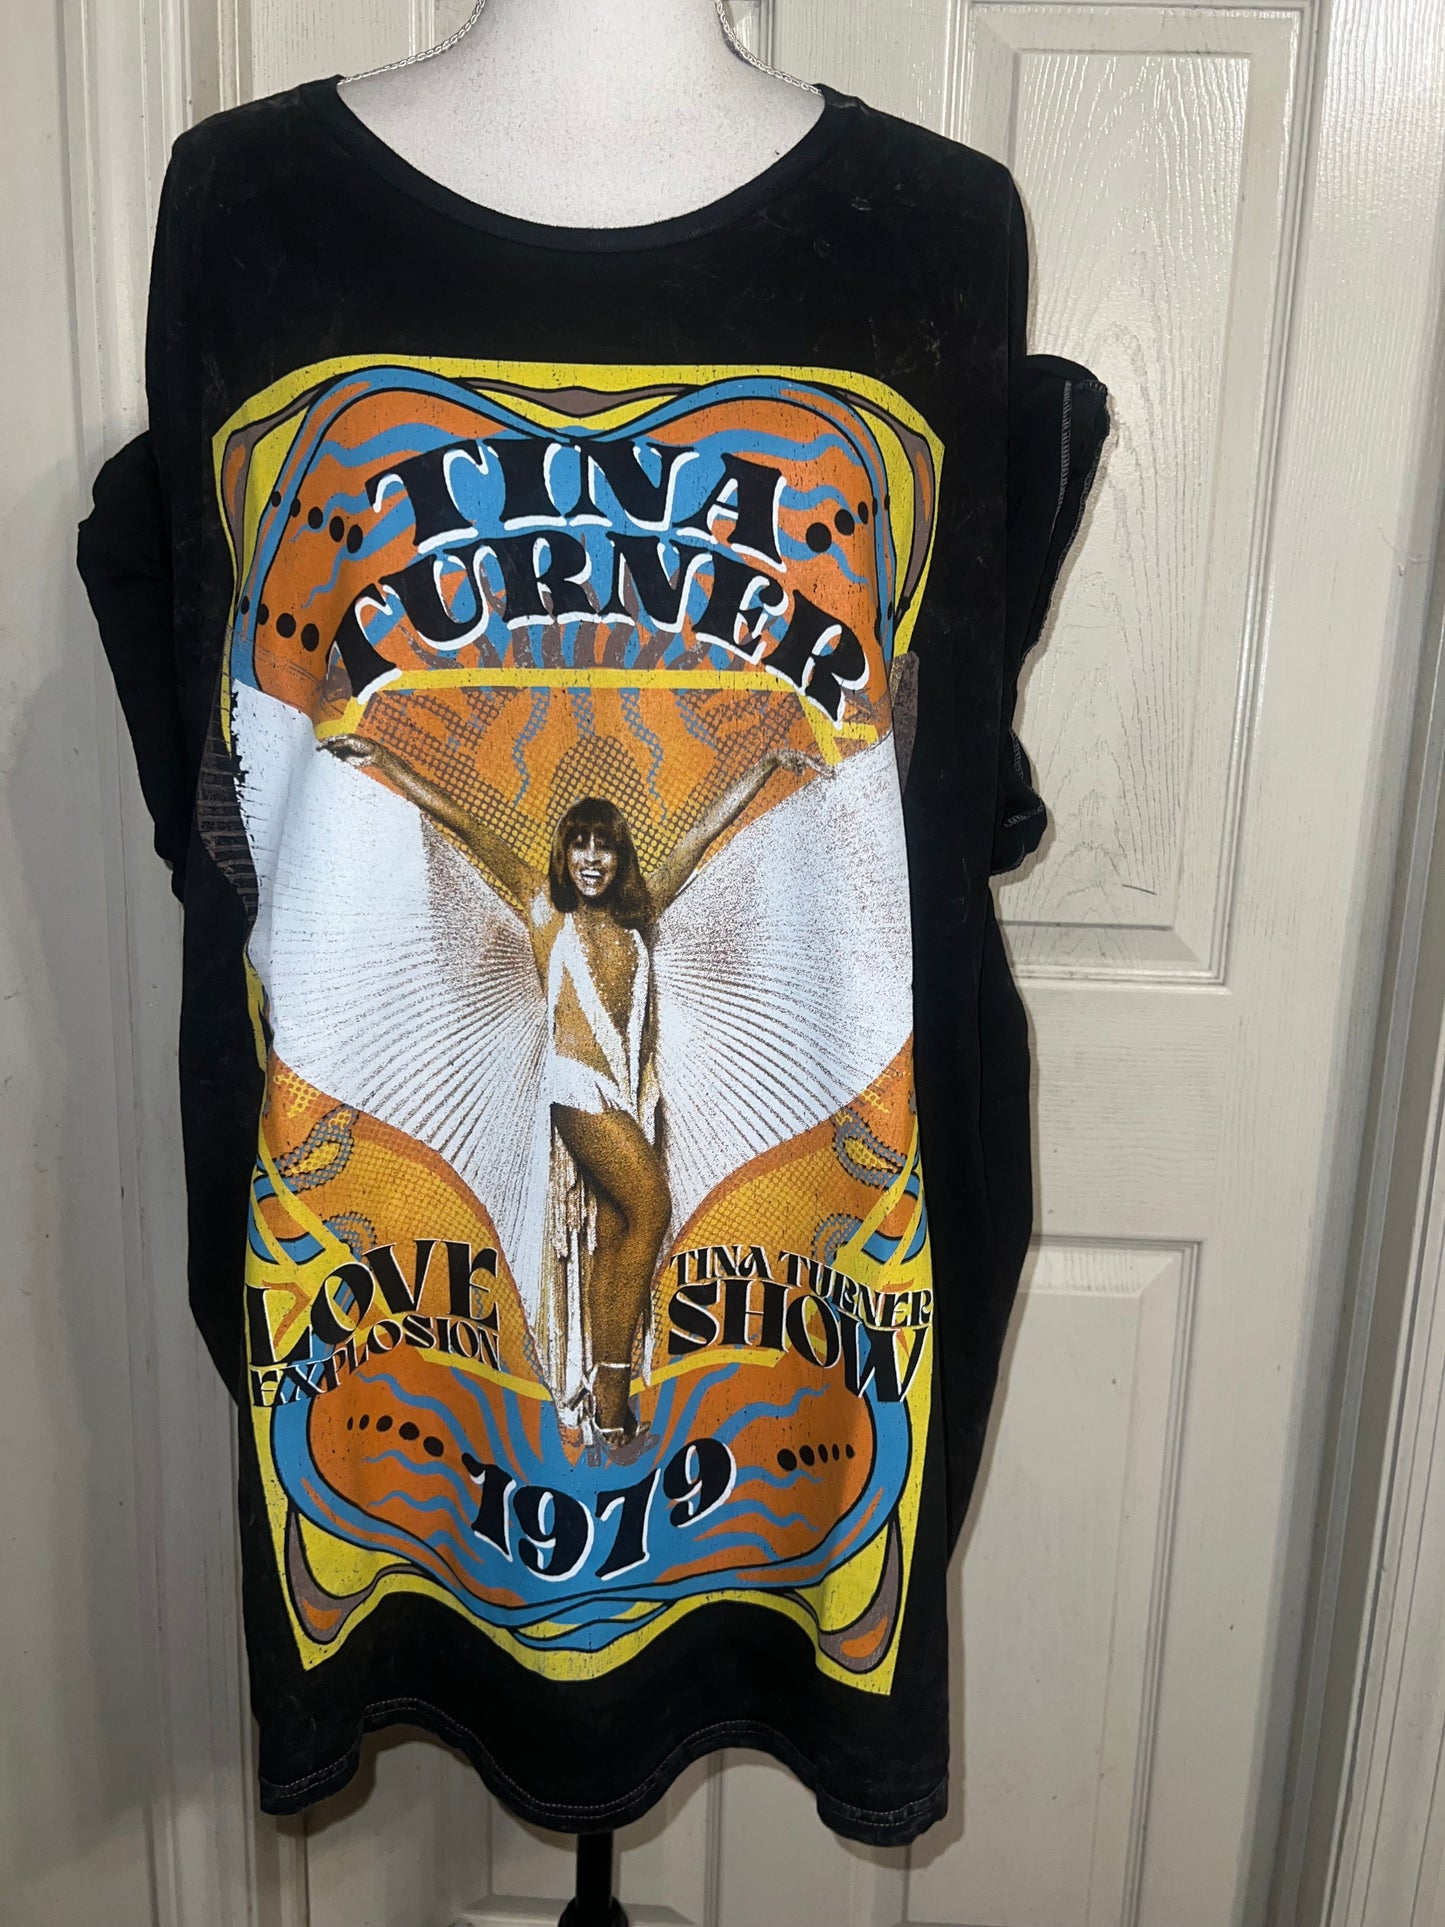 TINA
TURNER
LOVE
EXPLOSION
TINA TURNER
SHOW
1979